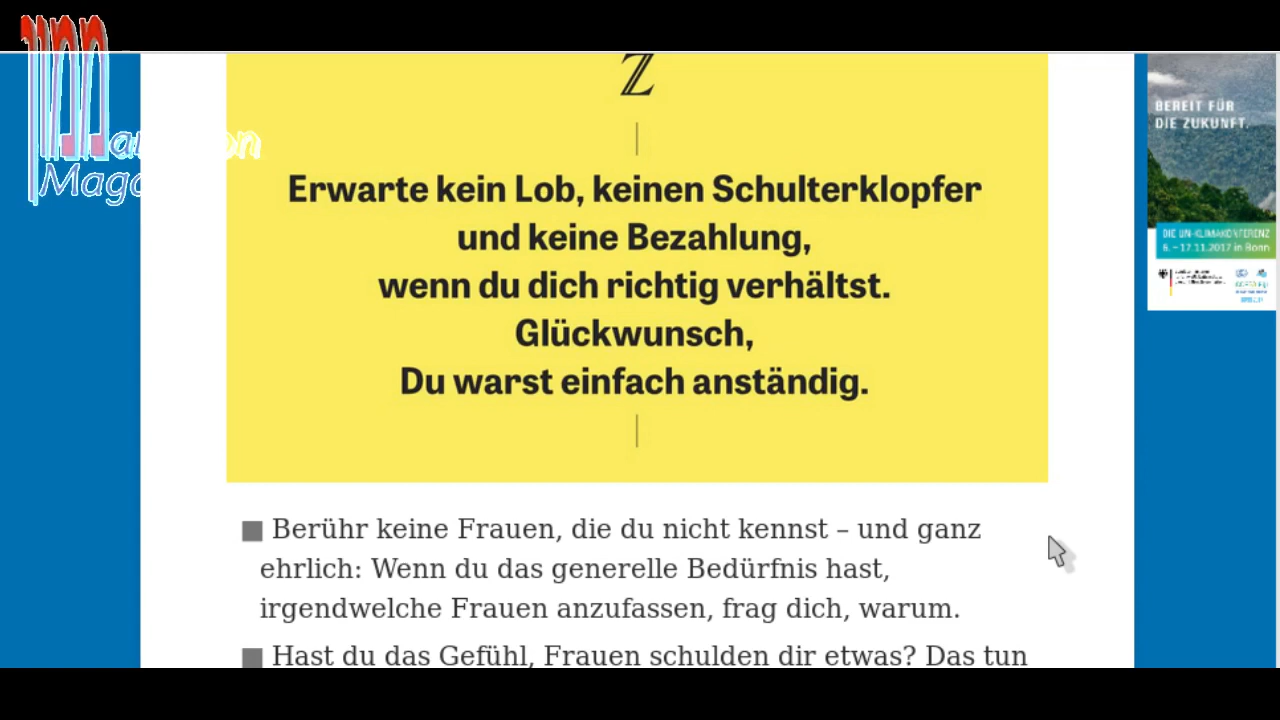 Z
Erwarte kein Lob, keinen Schulterklopfer
und keine Bezahlung,
wenn du dich richtig verhältst.
Glückwunsch,
Du warst einfach anständig.
■ Berühr keine Frauen, die du nicht kennst – und ganz
ehrlich: Wenn du das generelle Bedürfnis hast,
irgendwelche Frauen anzufassen, frag dich, warum.
■ Hast du das Gefühl, Frauen schulden dir etwas? Das tun
BEREIT FÜR
DIE ZUKUNFT.
DIE UN-KLIMAKONFERENZ
6. – 17.11.2017 in Bonn